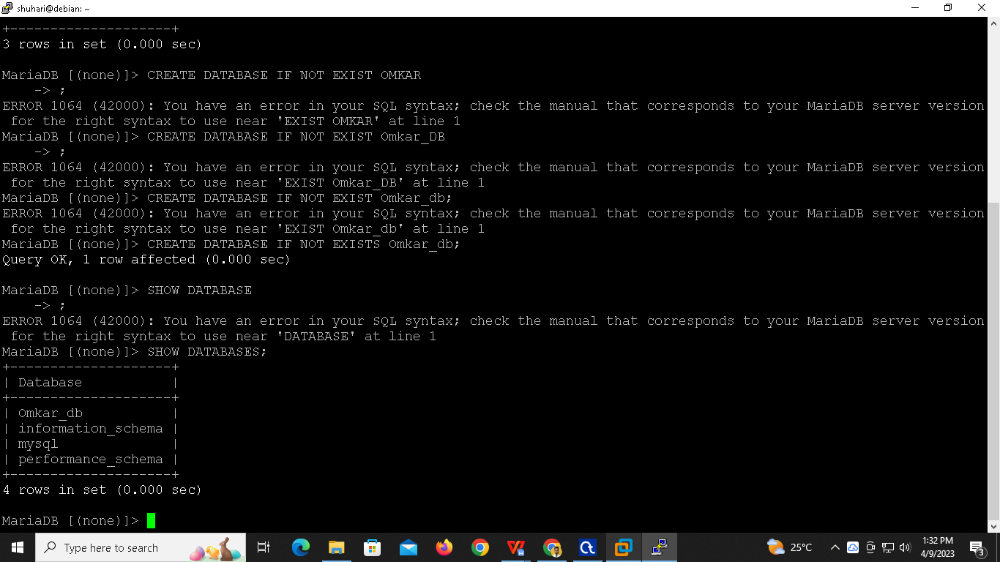 shuhari@debian: ~
+--------------------+
3 rows in set (0.000 sec)
MariaDB [(none)]> CREATE DATABASE IF NOT EXIST OMKAR
    -> ;
ERROR 1064 (42000): You have an error in your SQL syntax; check the manual that corresponds to your MariaDB server version
 for the right syntax to use near 'EXIST OMKAR' at line 1
MariaDB [(none)]> CREATE DATABASE IF NOT EXIST Omkar_DB
    -> ;
ERROR 1064 (42000): You have an error in your SQL syntax; check the manual that corresponds to your MariaDB server version
 for the right syntax to use near 'EXIST Omkar_DB' at line 1
MariaDB [(none)]> CREATE DATABASE IF NOT EXIST Omkar_db;
ERROR 1064 (42000): You have an error in your SQL syntax; check the manual that corresponds to your MariaDB server version
 for the right syntax to use near 'EXIST Omkar_db' at line 1
MariaDB [(none)]> CREATE DATABASE IF NOT EXISTS Omkar_db;
Query OK, 1 row affected (0.000 sec)
MariaDB [(none)]> SHOW DATABASE
    -> ;
ERROR 1064 (42000): You have an error in your SQL syntax; check the manual that corresponds to your MariaDB server version
 for the right syntax to use near 'DATABASE' at line 1
MariaDB [(none)]> SHOW DATABASES;
+--------------------+
| Database           |
+--------------------+
| Omkar_db           |
| information_schema |
| mysql              |
| performance_schema |
+--------------------+
4 rows in set (0.000 sec)
MariaDB [(none)]>
Type here to search
25°C
1:32 PM
4/9/2023
3